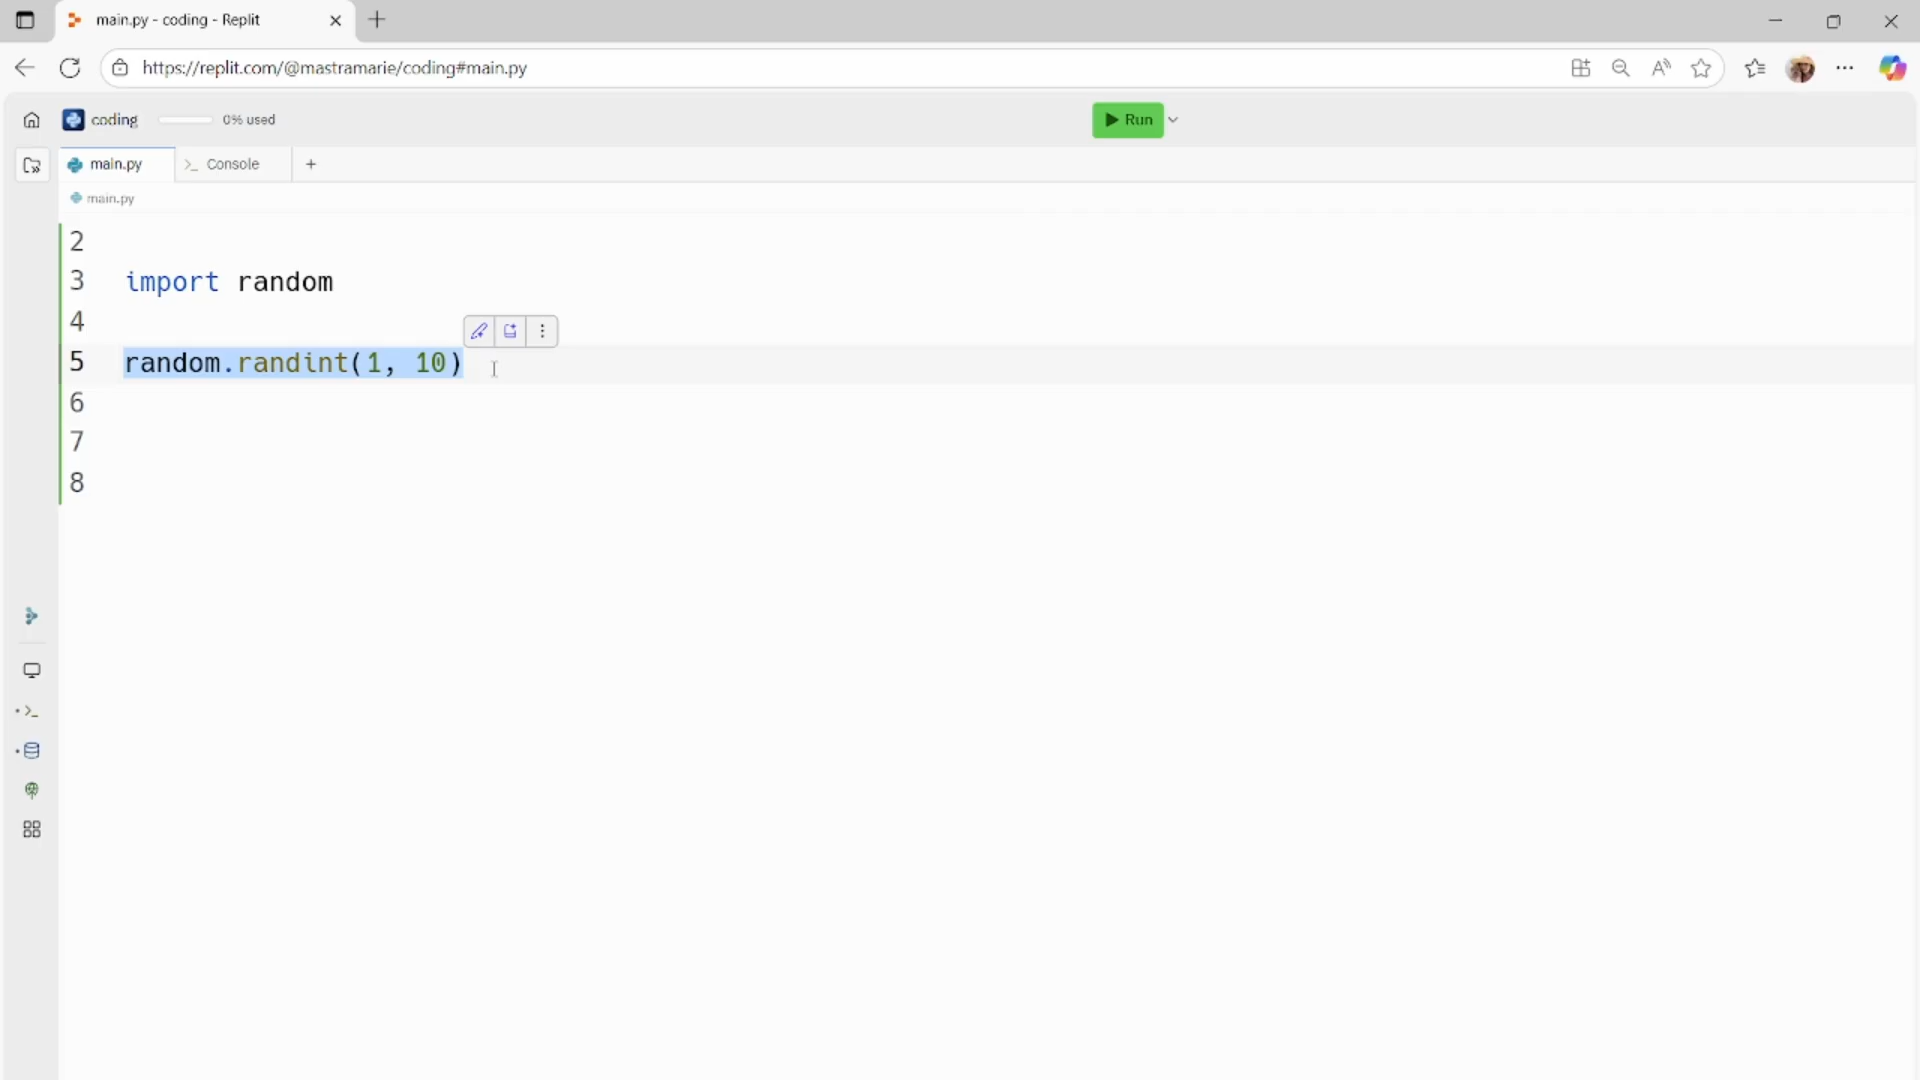 main.py - coding - Replit
https://replit.com/@mastramarie/coding#main.py
coding 0% used Run
main.py >_ Console +
main.py
2
3 import random
4
5 random.randint(1, 10)
6
7
8